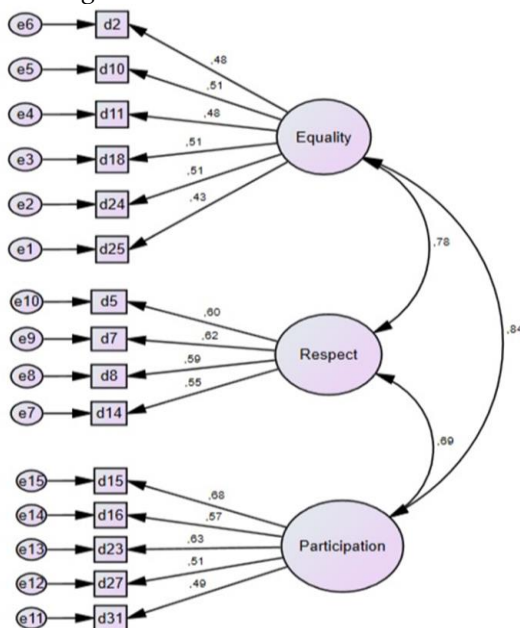 e6 d2
.48
e5 d10
.51
e4 d11
.48
Equality
e3 d18
.51
e2 d24
.51
e1 d25
.43
.78
e10 d5
.60
e9 d7
.62
Respect
e8 d8
.59
e7 d14
.55
.84
.69
e15 d15
.68
e14 d16
.57
e13 d23
.63
Participation
e12 d27
.51
e11 d31
.49